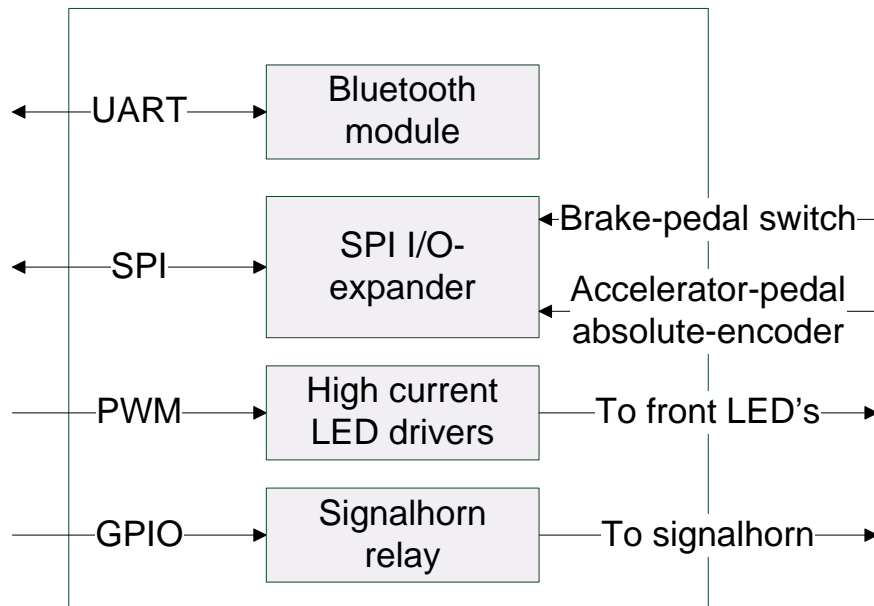 UART
Bluetooth
module
SPI
SPI I/O-
expander
Brake-pedal switch
Accelerator-pedal
absolute-encoder
PWM
High current
LED drivers
To front LED’s
GPIO
Signalhorn
relay
To signalhorn